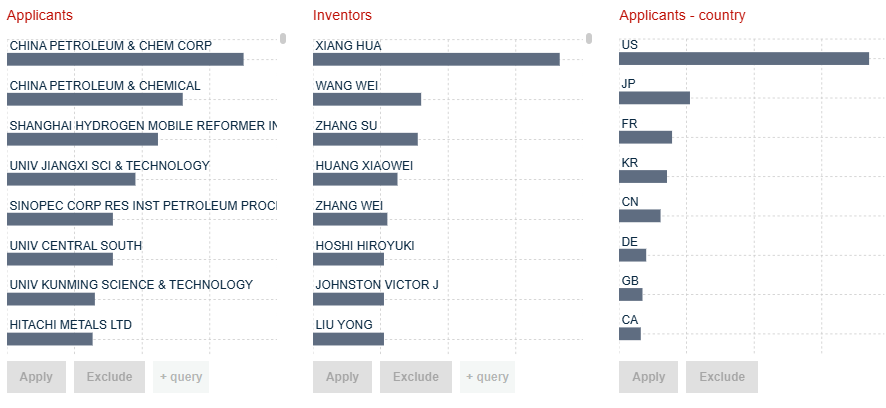 Applicants
CHINA PETROLEUM & CHEM CORP
CHINA PETROLEUM & CHEMICAL
SHANGHAI HYDROGEN MOBILE REFORMER IN
UNIV JIANGXI SCI & TECHNOLOGY
SINOPEC CORP RES INST PETROLEUM PROCI
UNIV CENTRAL SOUTH
UNIV KUNMING SCIENCE & TECHNOLOGY
HITACHI METALS LTD
Apply Exclude + query
Inventors
XIANG HUA
WANG WEI
ZHANG SU
HUANG XIAOWEI
ZHANG WEI
HOSHI HIROYUKI
JOHNSTON VICTOR J
LIU YONG
Apply Exclude + query
Applicants - country
US
JP
FR
KR
CN
DE
GB
CA
Apply Exclude